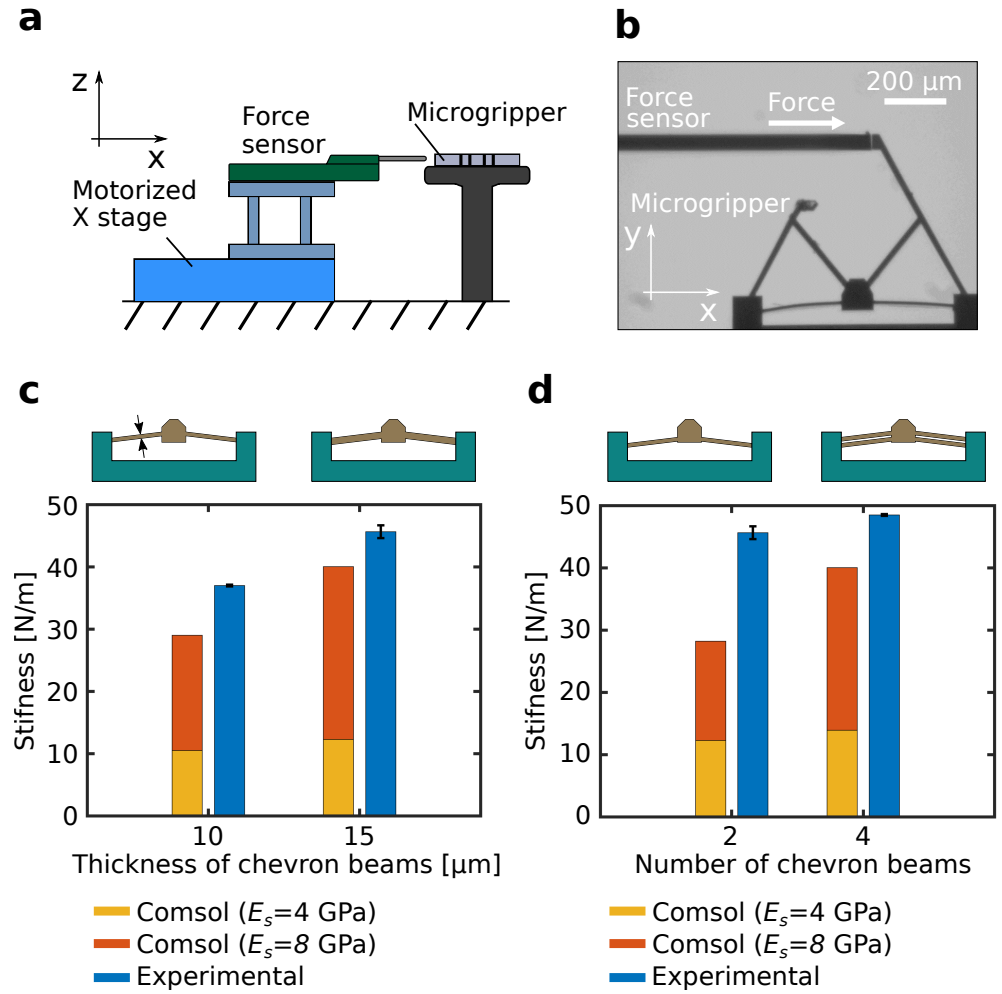 a
z
x
Force
sensor
Microgripper
Motorized
X stage
b
200 µm
Force
sensor
Force
Microgripper
y
x
c
Stifness [N/m]
50
40
30
20
10
0
10
15
Thickness of chevron beams [µm]
Comsol (Es=4 GPa)
Comsol (Es=8 GPa)
Experimental
d
Stifness [N/m]
50
40
30
20
10
0
2
4
Number of chevron beams
Comsol (Es=4 GPa)
Comsol (Es=8 GPa)
Experimental